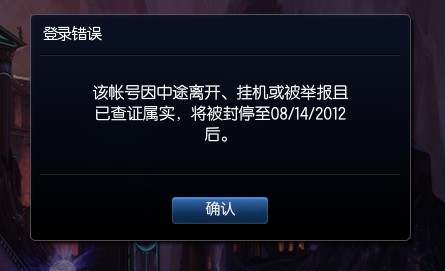 登录错误
该帐号因中途离开、挂机或被举报且
已查证属实，将被封停至08/14/2012
后。
确认